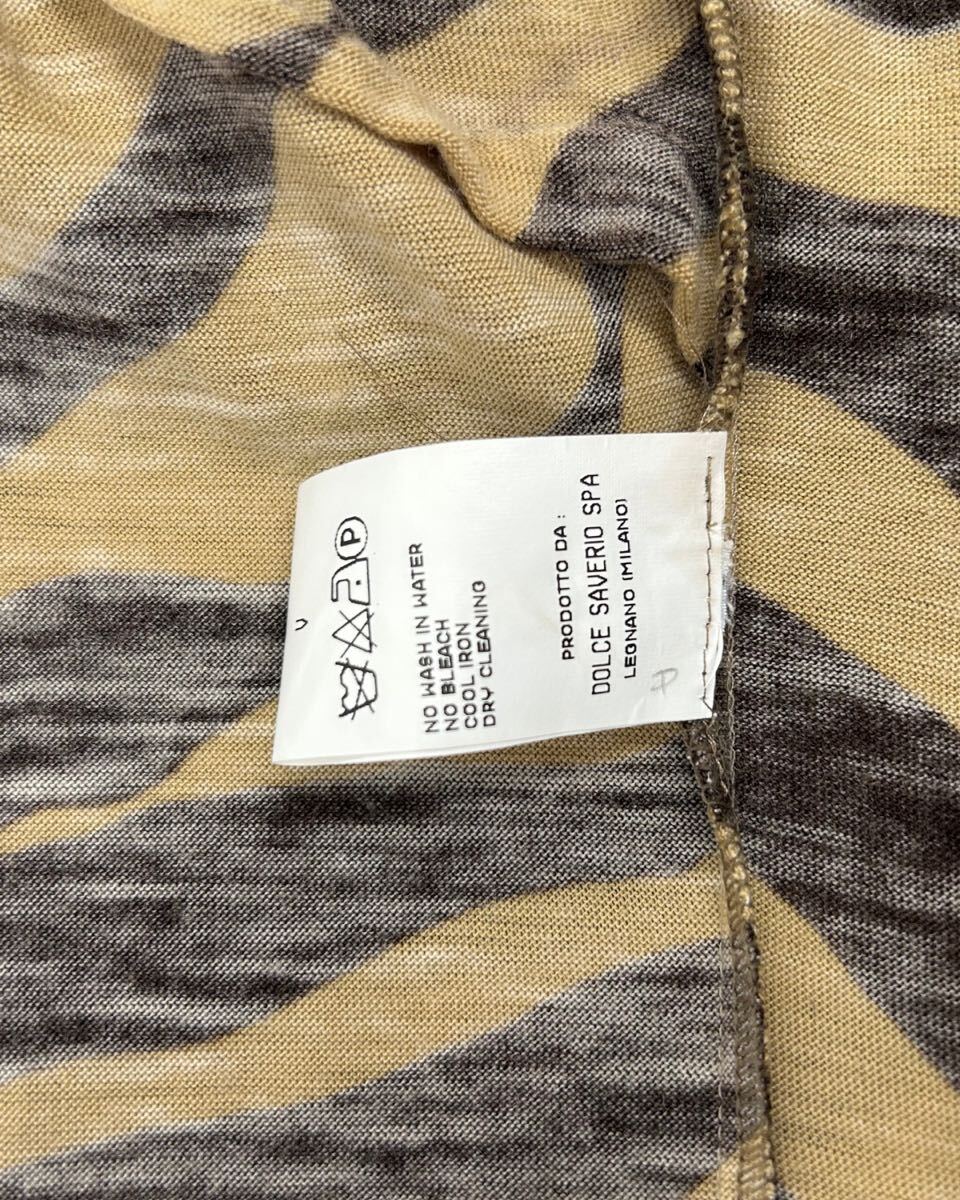 P
NO WASH IN WATER
NO BLEACH
COOL IRON
DRY CLEANING
PRODOTTO DA :
DOLCE SAVERIO SPA
LEGNANO (MILANO)